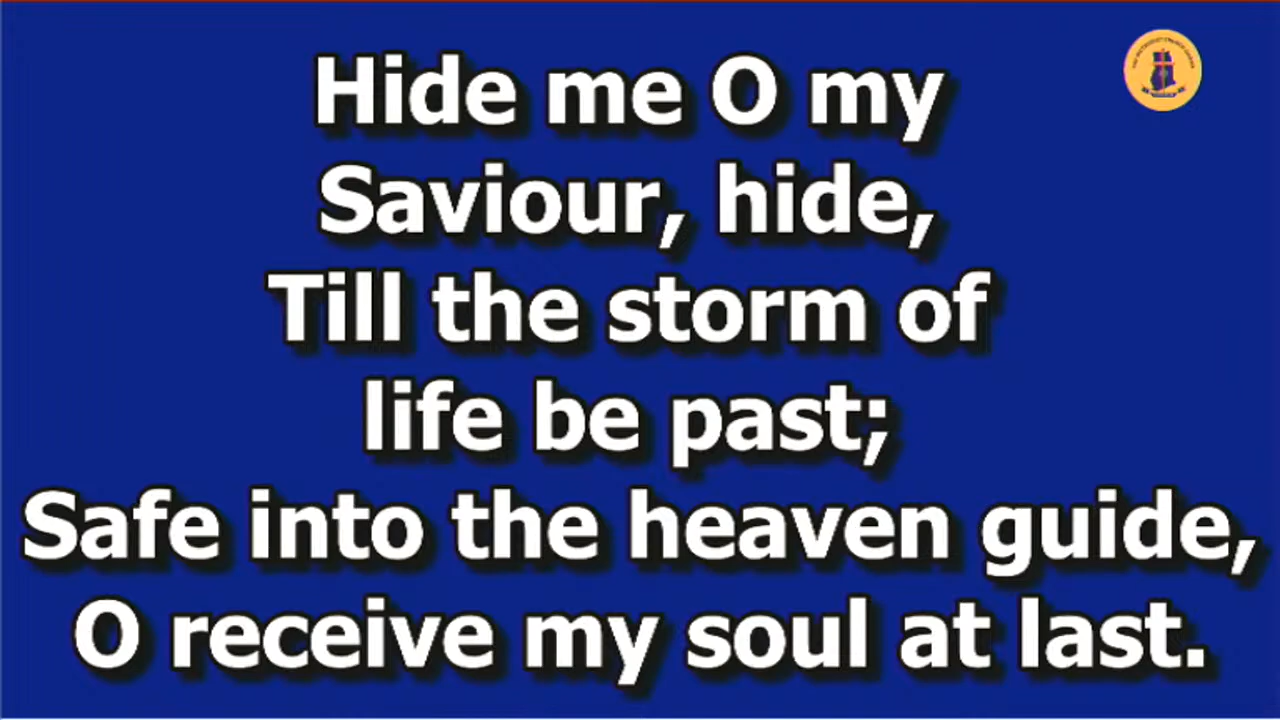 Hide me O my
Saviour, hide,
Till the storm of
life be past;
Safe into the heaven guide,
O receive my soul at last.